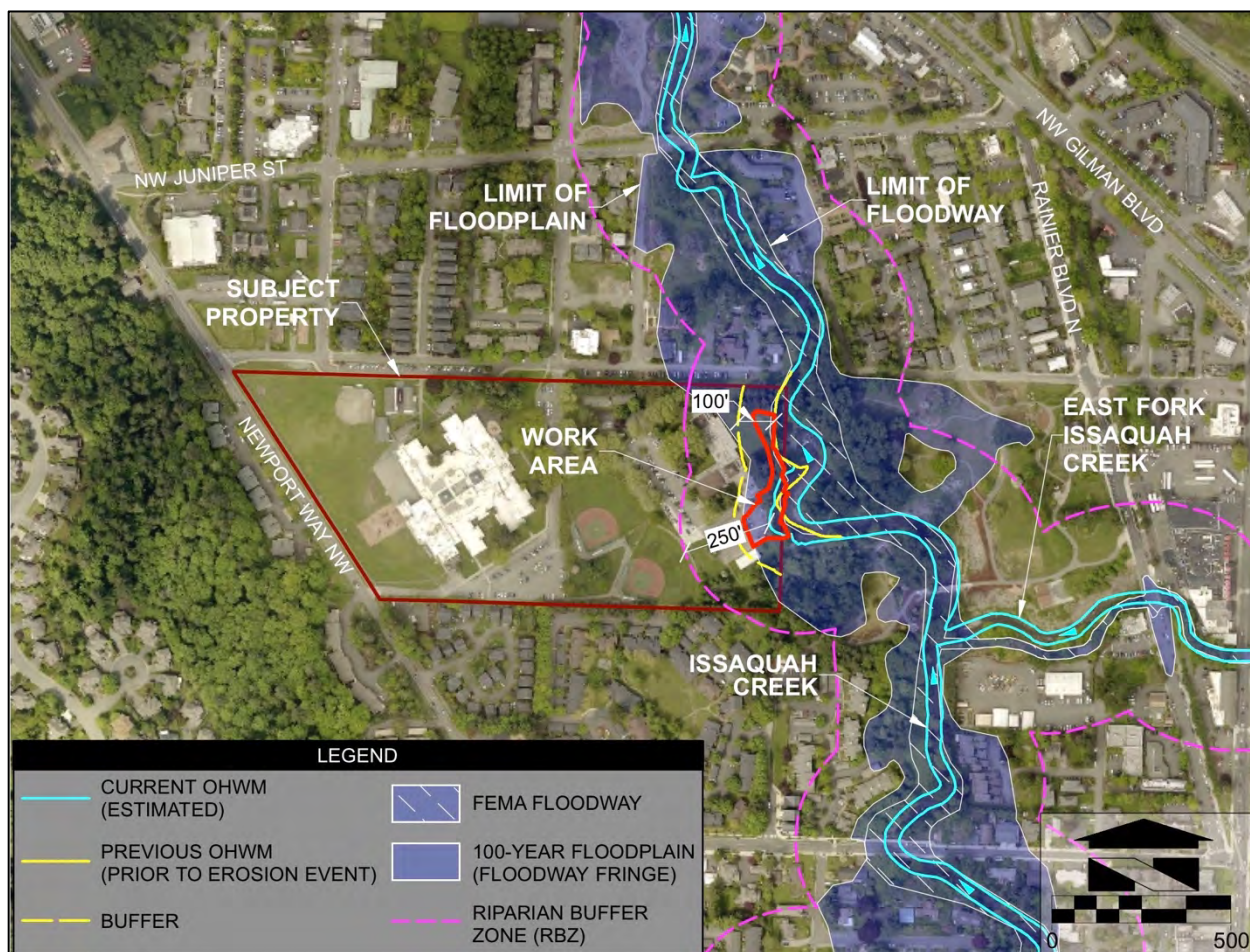 NW JUNIPER ST
LIMIT OF
FLOODPLAIN
LIMIT OF
FLOODWAY
NW GILMAN BLVD
RAINIER BLVD N
SUBJECT
PROPERTY
NEWPORT WAY NW
100'
WORK
AREA
250'
EAST FORK
ISSAQUAH
CREEK
ISSAQUAH
CREEK
LEGEND
CURRENT OHWM
(ESTIMATED)
PREVIOUS OHWM
(PRIOR TO EROSION EVENT)
BUFFER
FEMA FLOODWAY
100-YEAR FLOODPLAIN
(FLOODWAY FRINGE)
RIPARIAN BUFFER
ZONE (RBZ)
N
0 500